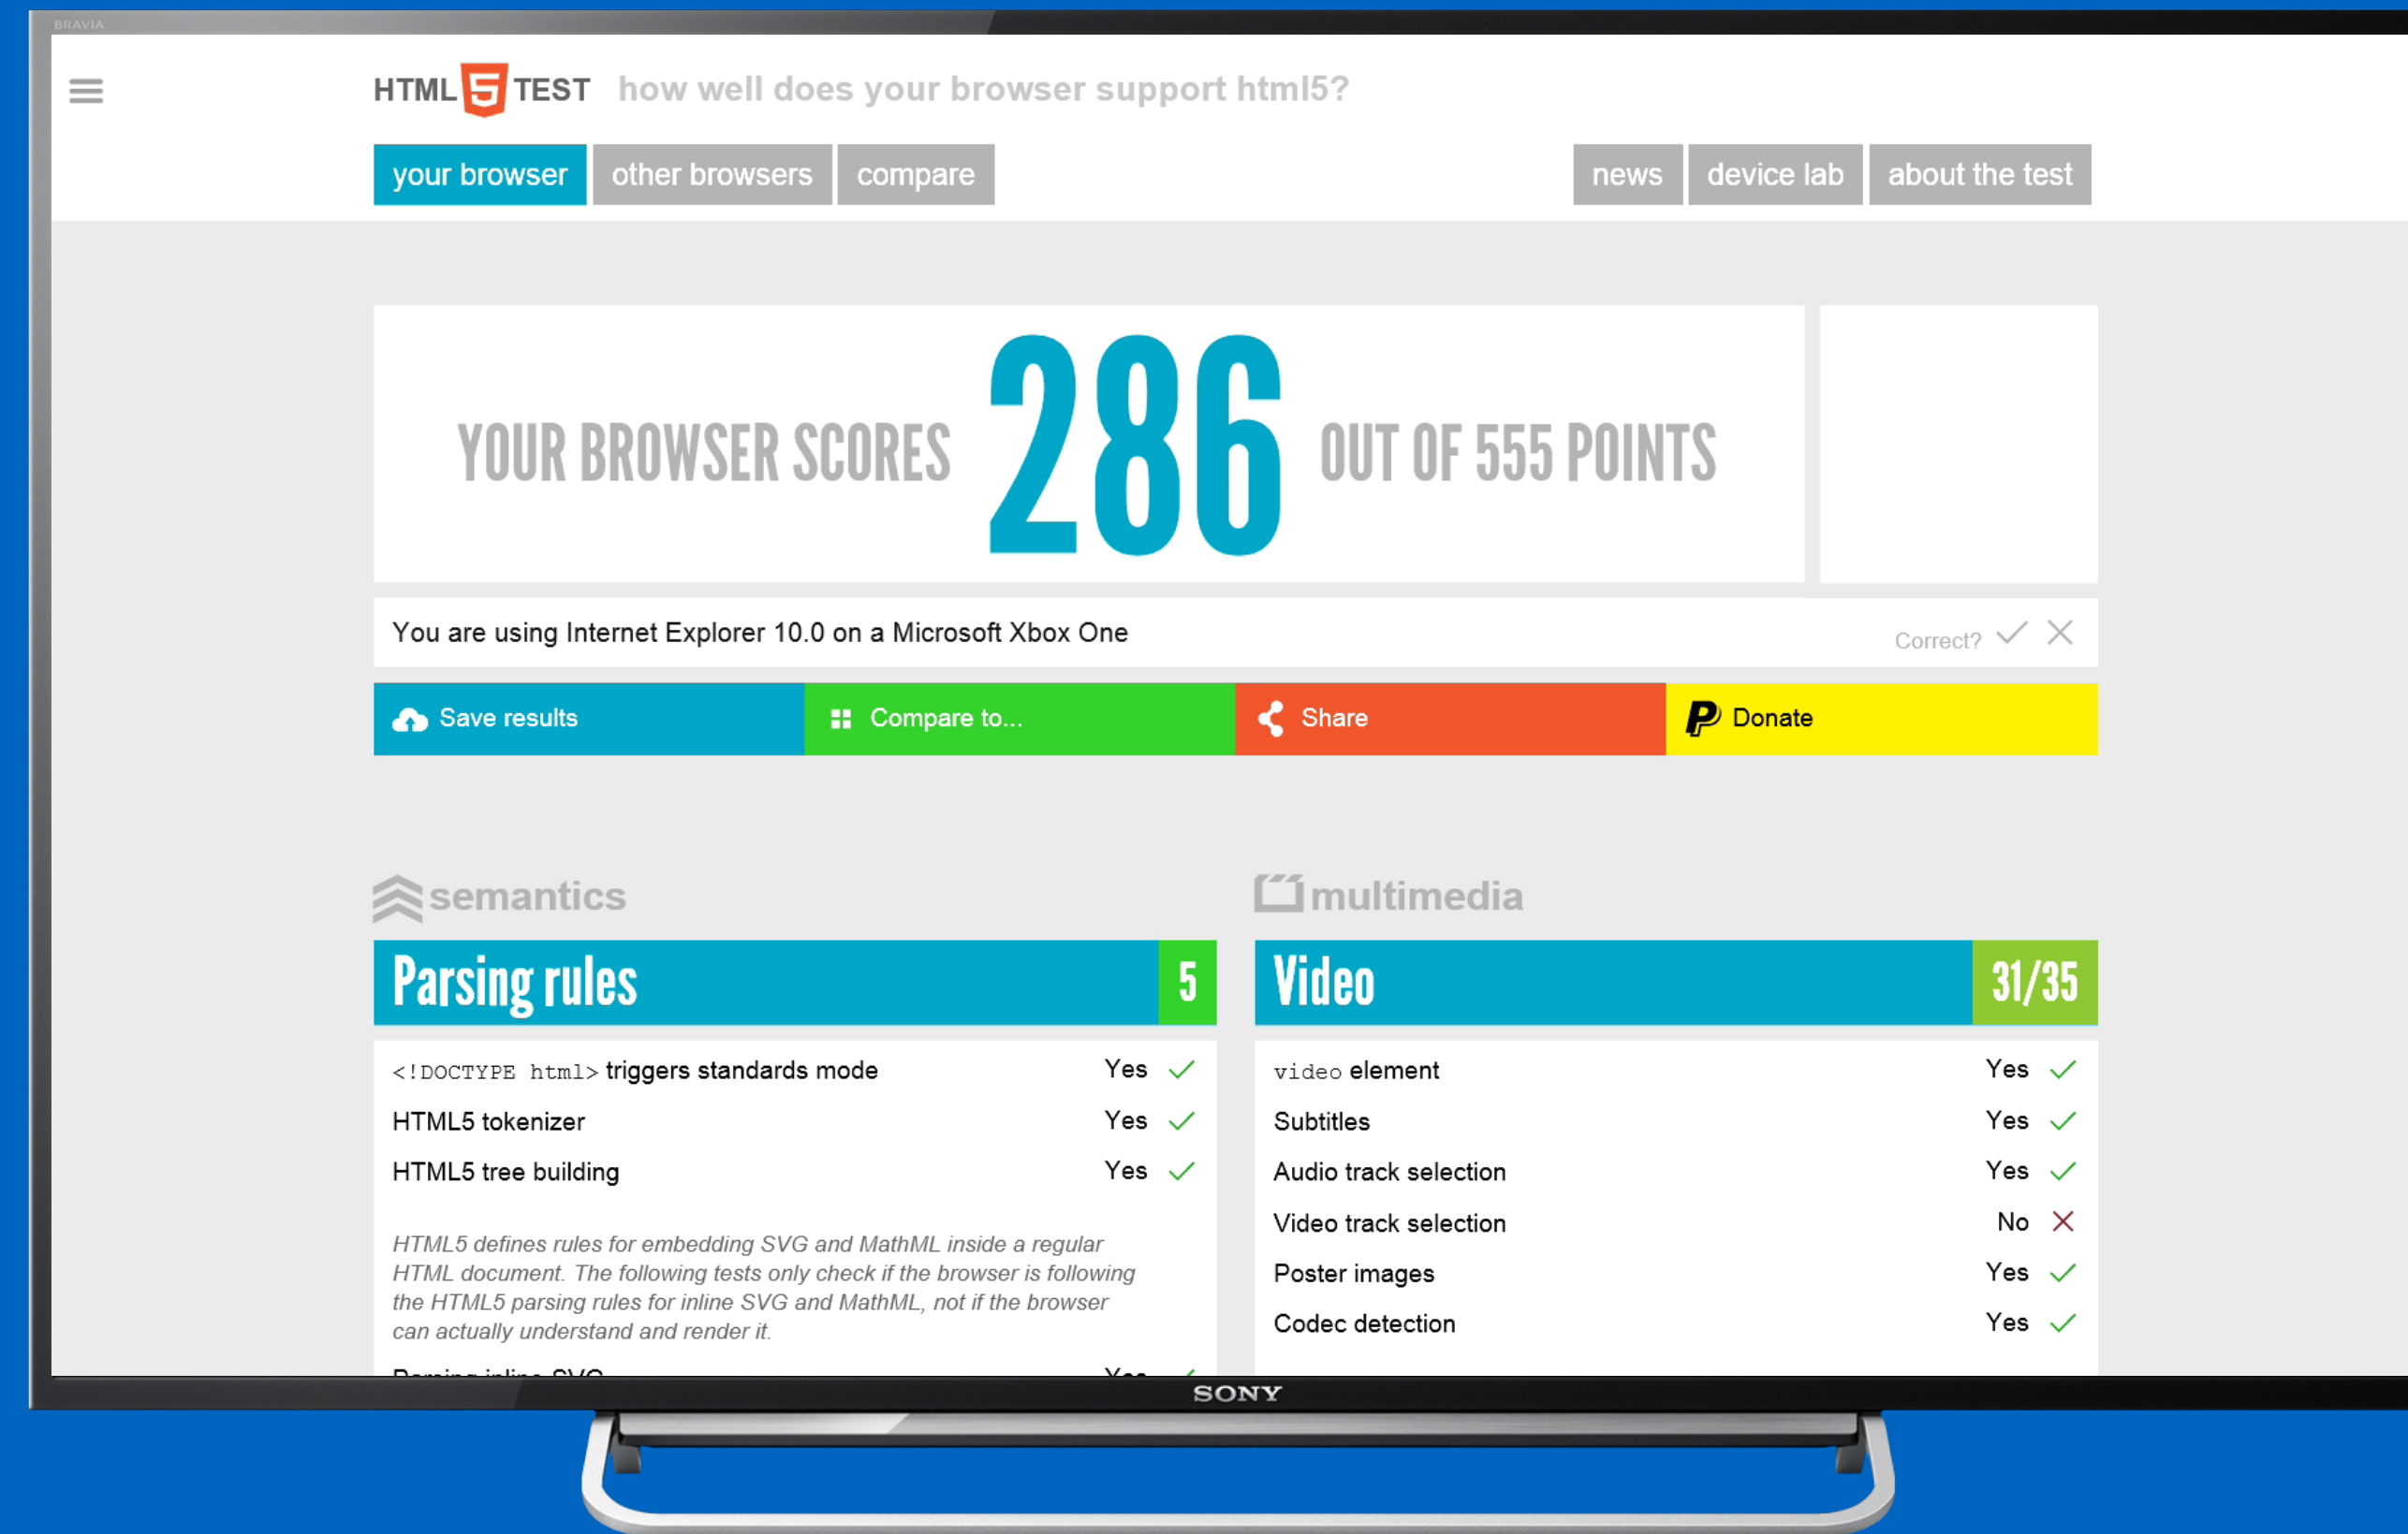 BRAVIA
HTML 5 TEST how well does your browser support html5?
your browser other browsers compare news device lab about the test
YOUR BROWSER SCORES 286 OUT OF 555 POINTS
You are using Internet Explorer 10.0 on a Microsoft Xbox One Correct?
Save results Compare to... Share Donate
semantics
Parsing rules 5
<!DOCTYPE html> triggers standards mode Yes
HTML5 tokenizer Yes
HTML5 tree building Yes
HTML5 defines rules for embedding SVG and MathML inside a regular
HTML document. The following tests only check if the browser is following
the HTML5 parsing rules for inline SVG and MathML, not if the browser
can actually understand and render it.
Parsing inline SVG Yes
multimedia
Video 31/35
video element Yes
Subtitles Yes
Audio track selection Yes
Video track selection No
Poster images Yes
Codec detection Yes
SONY